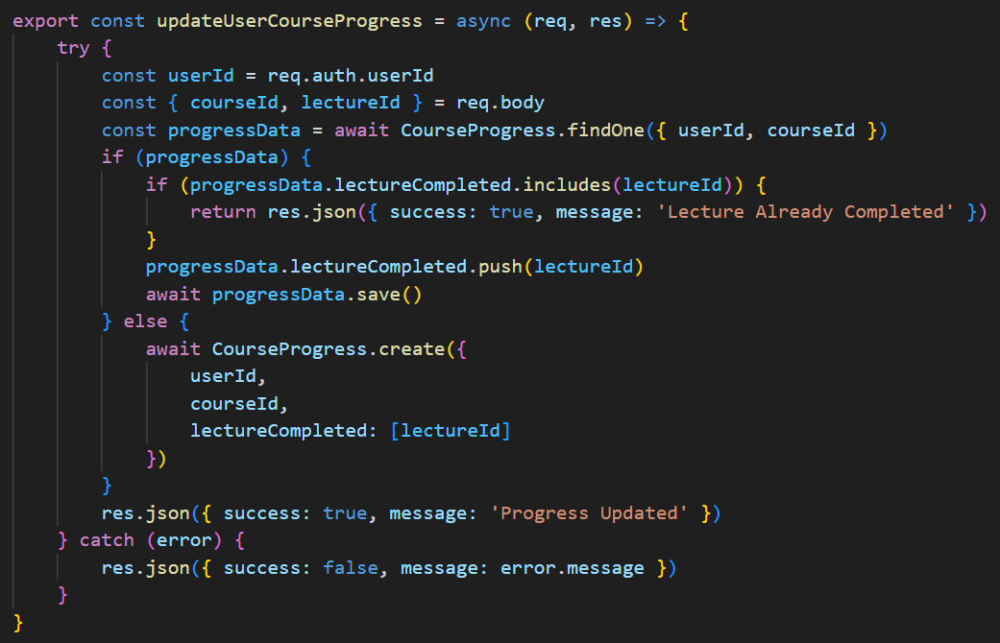 export const updateUserCourseProgress = async (req, res) => {
    try {
        const userId = req.auth.userId
        const { courseId, lectureId } = req.body
        const progressData = await CourseProgress.findOne({ userId, courseId })
        if (progressData) {
            if (progressData.lectureCompleted.includes(lectureId)) {
                return res.json({ success: true, message: 'Lecture Already Completed' })
            }
            progressData.lectureCompleted.push(lectureId)
            await progressData.save()
        } else {
            await CourseProgress.create({
                userId,
                courseId,
                lectureCompleted: [lectureId]
            })
        }
        res.json({ success: true, message: 'Progress Updated' })
    } catch (error) {
        res.json({ success: false, message: error.message })
    }
}